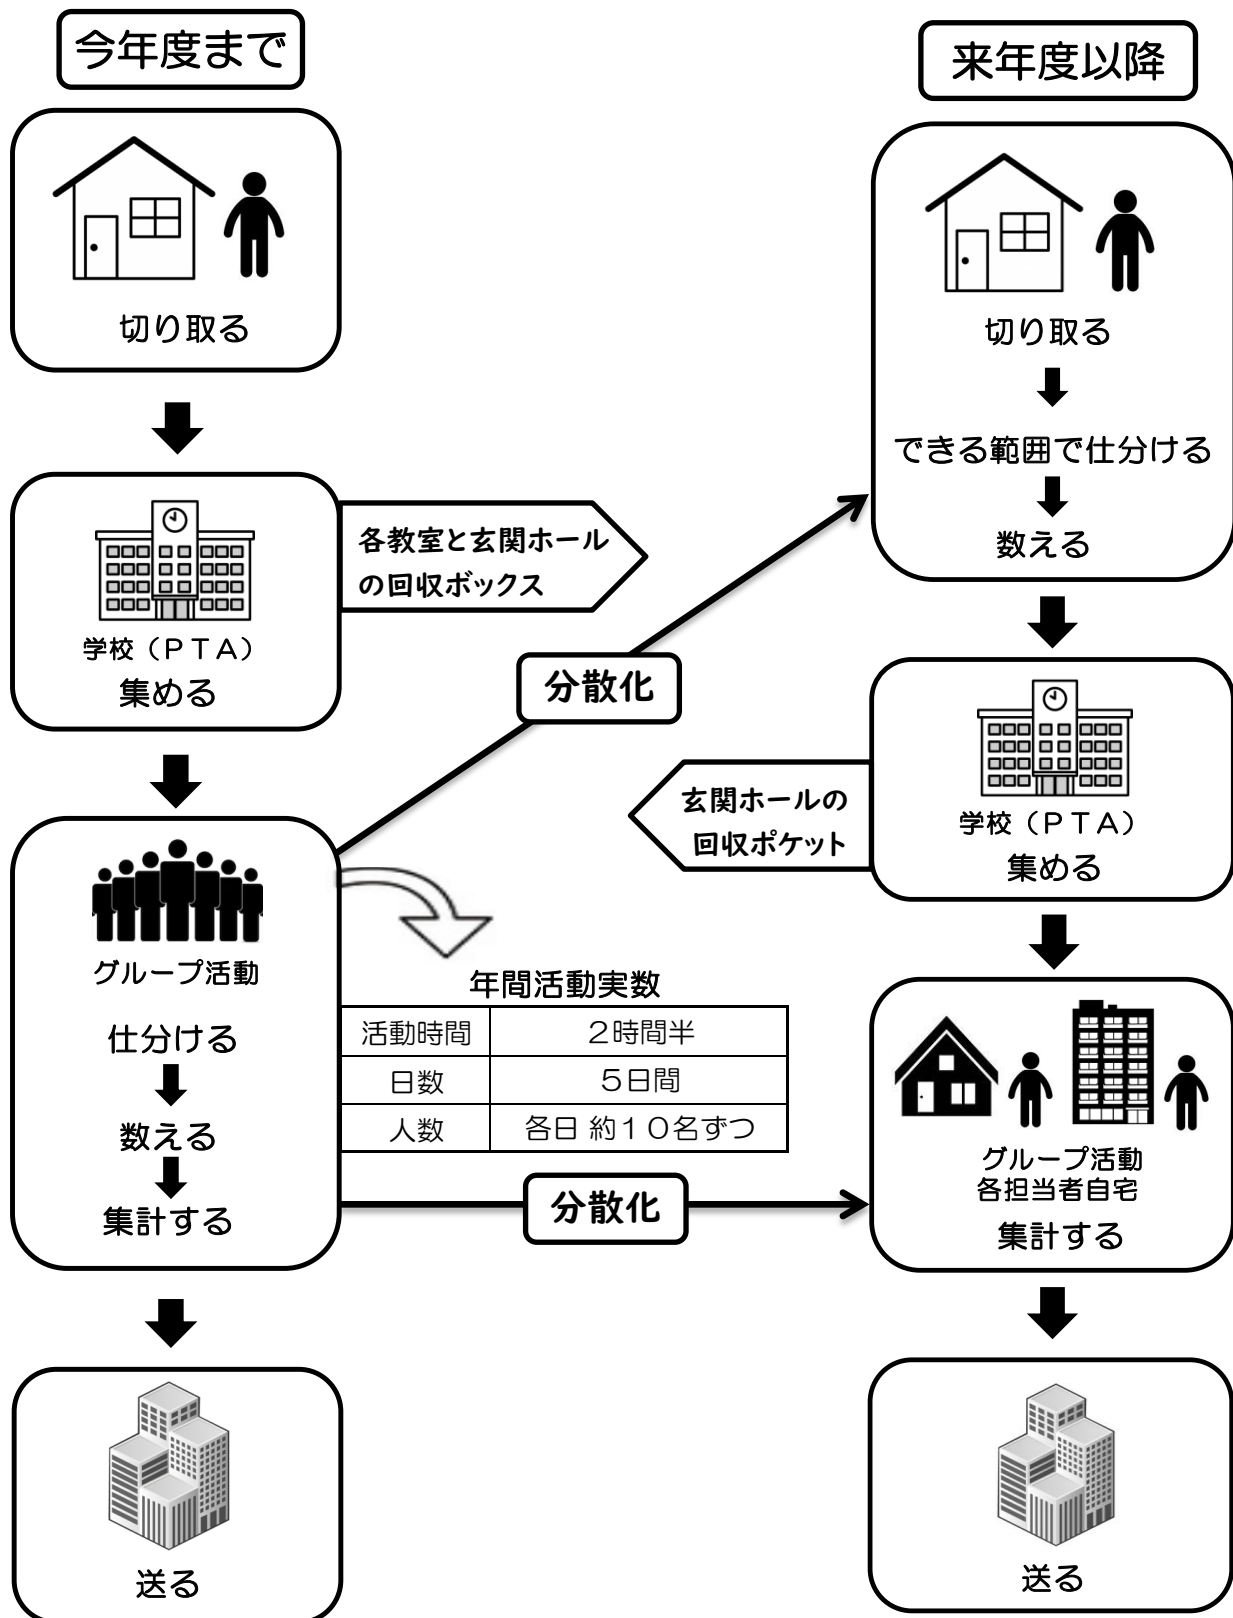 今年度まで
切り取る
各教室と玄関ホール
の回収ボックス
学校（ＰＴＡ）
集める
グループ活動
仕分ける
数える
集計する
年間活動実数
活動時間 ２時間半
日数 ５日間
人数 各日 約１０名ずつ
送る
分散化
分散化
来年度以降
切り取る
できる範囲で仕分ける
数える
玄関ホールの
回収ポケット
学校（ＰＴＡ）
集める
グループ活動
各担当者自宅
集計する
送る